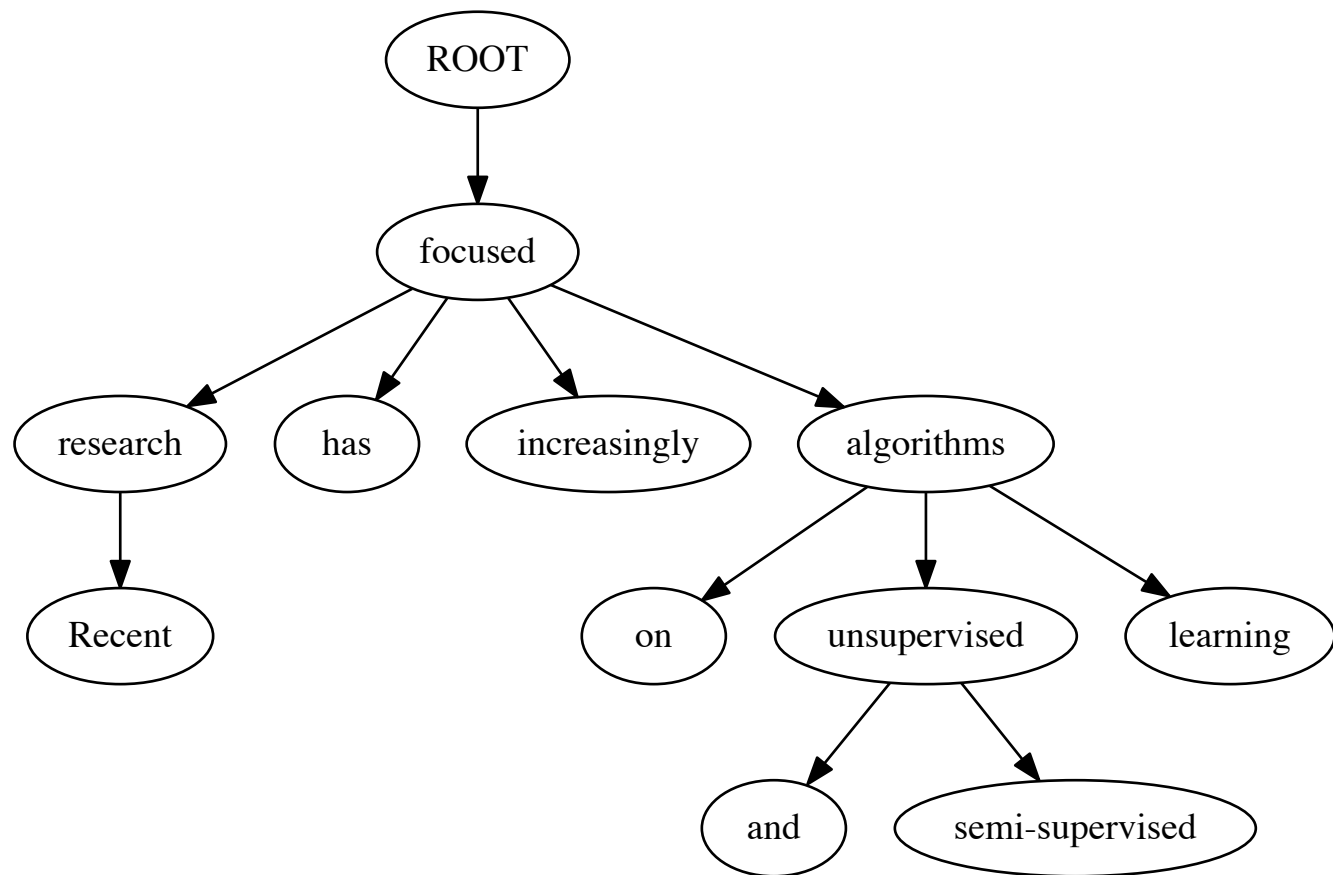 ROOT
focused
research has increasingly algorithms
Recent on unsupervised learning
and semi-supervised